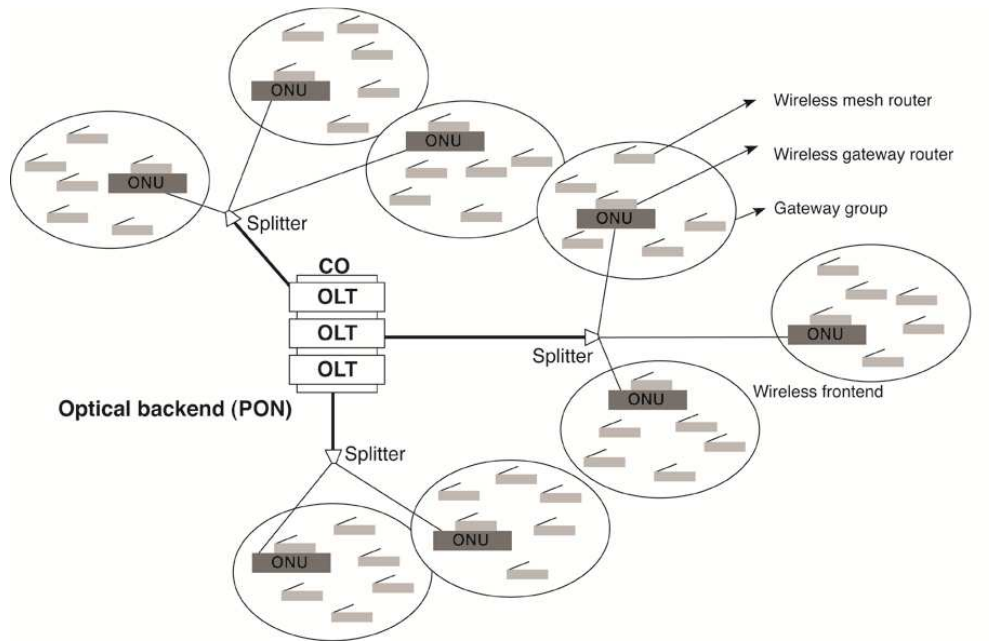 ONU
ONU
Wireless mesh router
ONU
Wireless gateway router
ONU
Gateway group
Splitter
CO
OLT
OLT
OLT
ONU
Splitter
Wireless frontend
ONU
Optical backend (PON)
Splitter
ONU
ONU